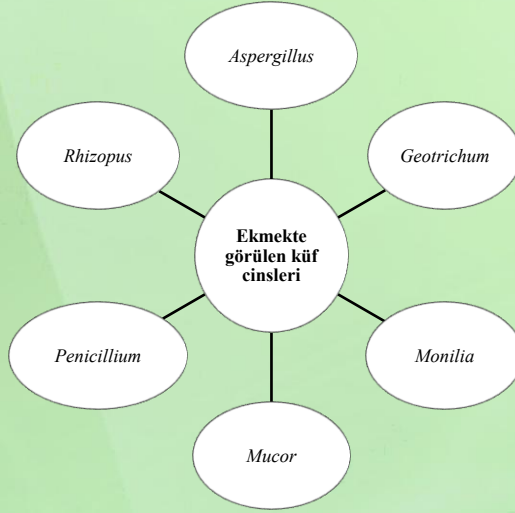 Aspergillus
Rhizopus
Geotrichum
Ekmekte
görülen küf
cinsleri
Penicillium
Monilia
Mucor